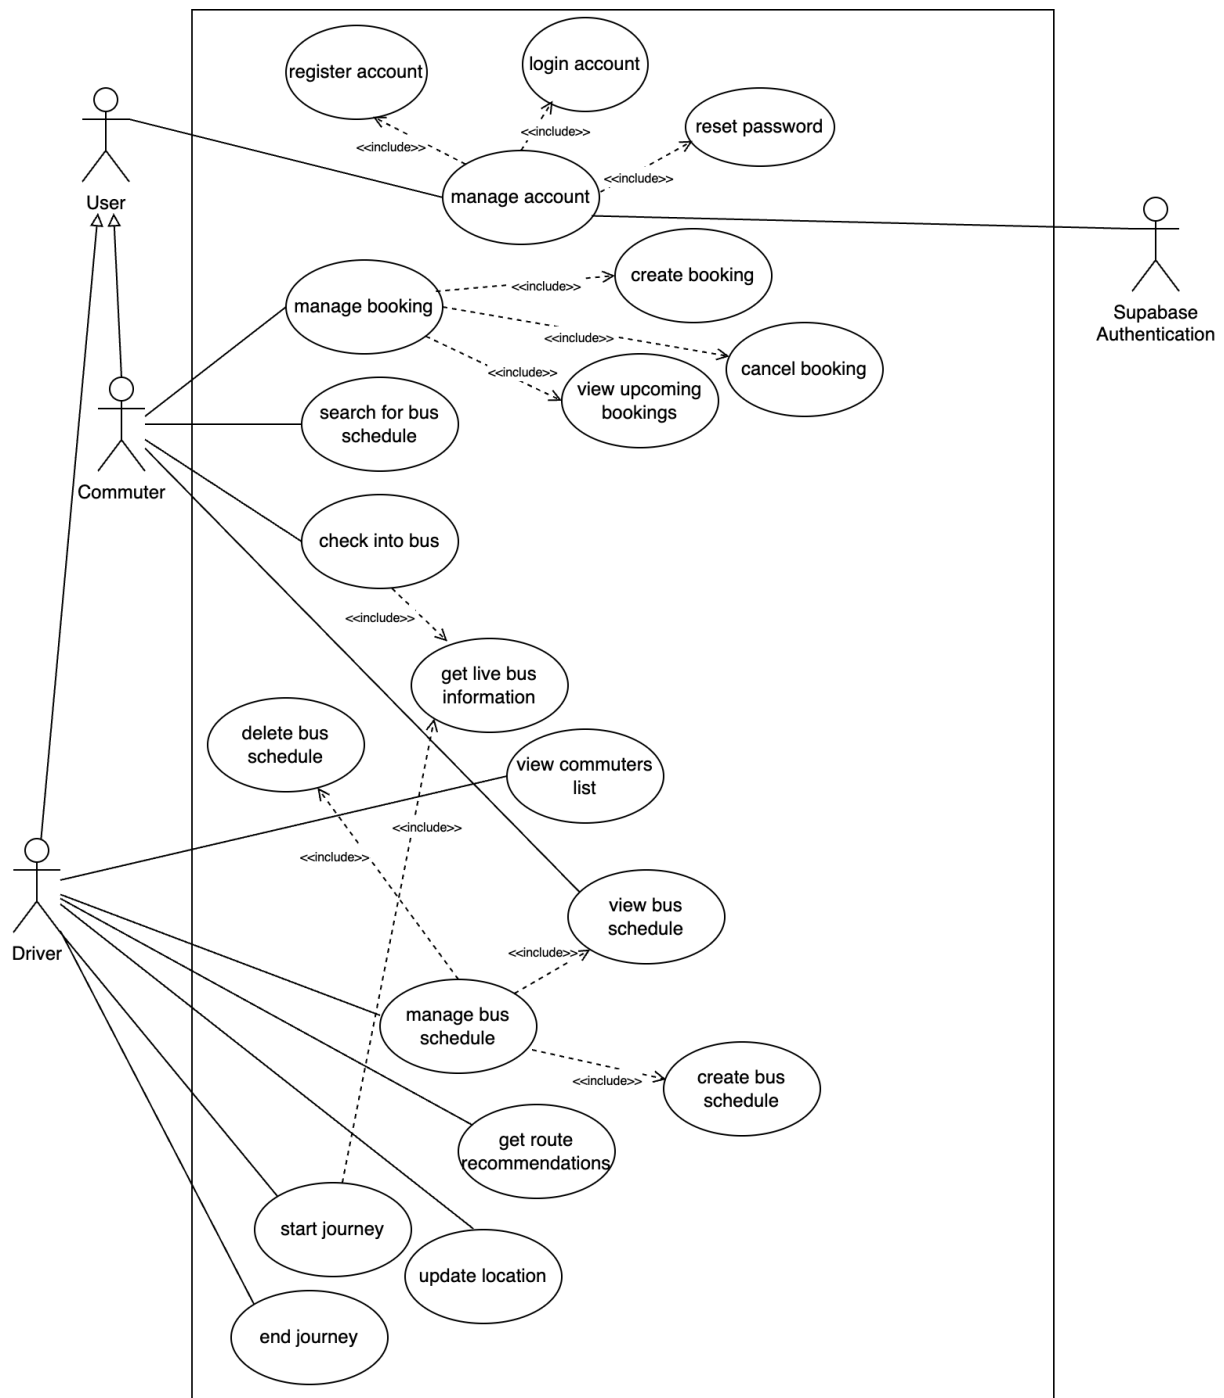 register account
login account
reset password
<<include>>
<<include>>
<<include>>
manage account
User
create booking
<<include>>
manage booking
Supabase
Authentication
<<include>>
cancel booking
<<include>>
view upcoming
bookings
search for bus
schedule
Commuter
check into bus
<<include>>
get live bus
information
delete bus
schedule
view commuters
list
<<include>>
<<include>>
view bus
schedule
Driver
<<include>>
manage bus
schedule
<<include>>
create bus
schedule
get route
recommendations
start journey
update location
end journey